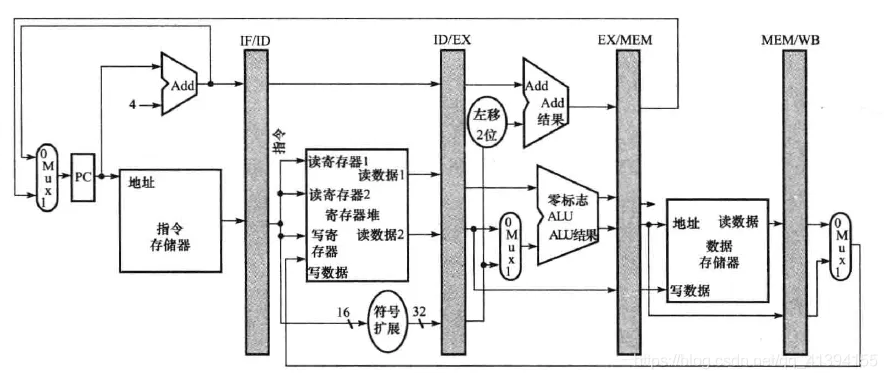 IF/ID
ID/EX
EX/MEM
MEM/WB
Add
4
0
M
u
x
1
PC
地址
指令
存储器
指令
读寄存器1
读数据1
读寄存器2
寄存器堆
写寄
存器
读数据2
写数据
16
符号
扩展
32
左移
2位
Add
Add
结果
0
M
u
x
1
零标志
ALU
ALU结果
地址
读数据
数据
存储器
写数据
0
M
u
x
1
https://blog.csdn.net/qq_41394155